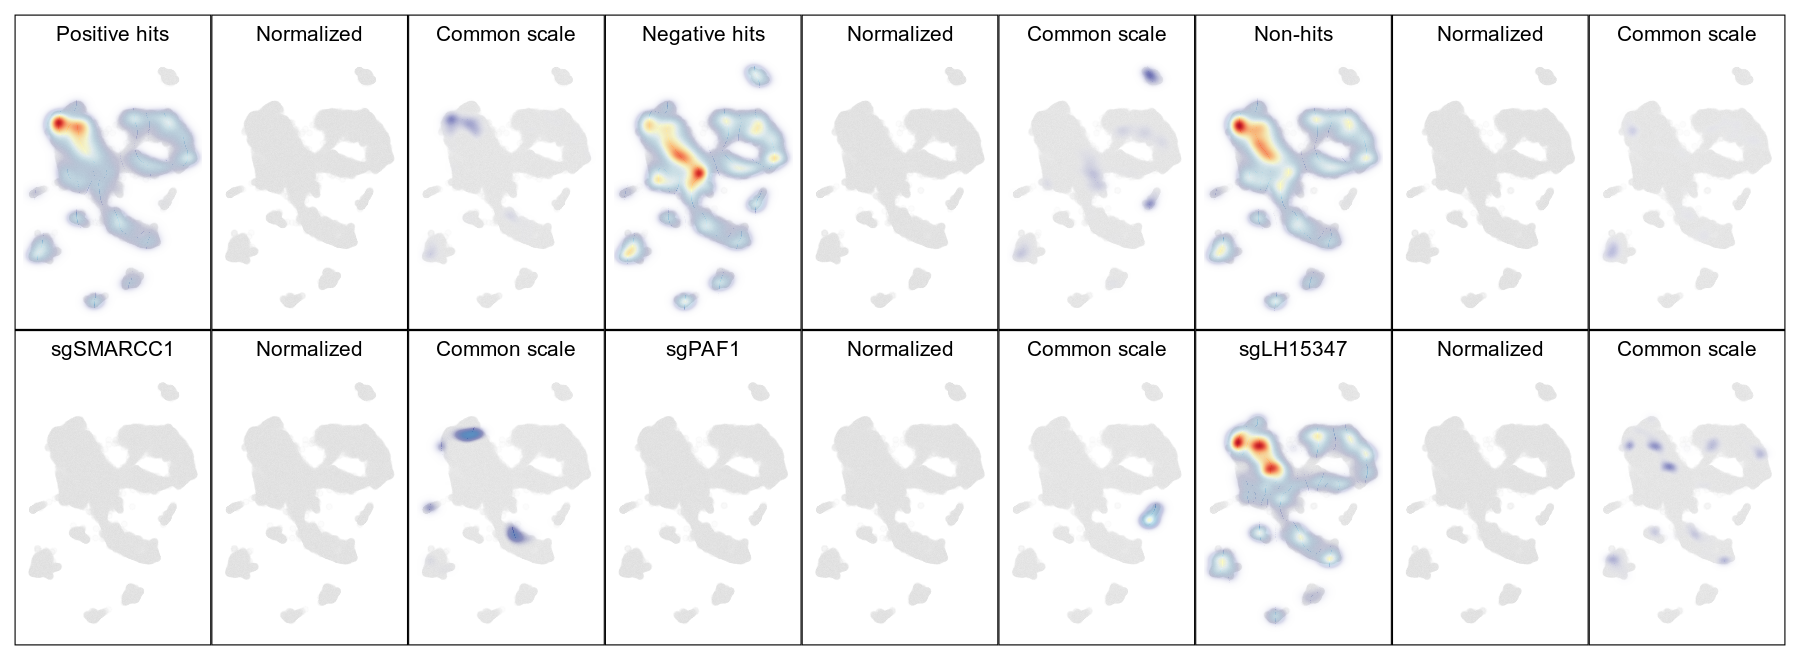 Positive hits
Normalized
Common scale
Negative hits
Normalized
Common scale
Non-hits
Normalized
Common scale
sgSMARCC1
Normalized
Common scale
sgPAF1
Normalized
Common scale
sgLH15347
Normalized
Common scale